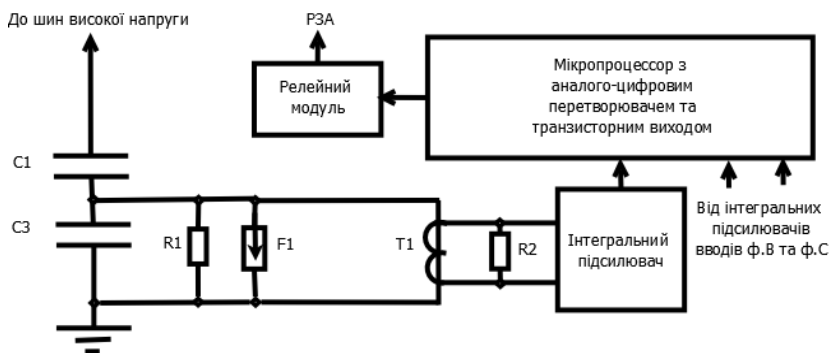 До шин високої напруги
РЗА
Релейний
модуль
Мікропроцессор з
аналого-цифровим
перетворювачем та
транзисторним виходом
C1
C3
R1
F1
T1
R2
Інтегральний
підсилювач
Від інтегральних
підсилювачів
вводів ф.В та ф.С